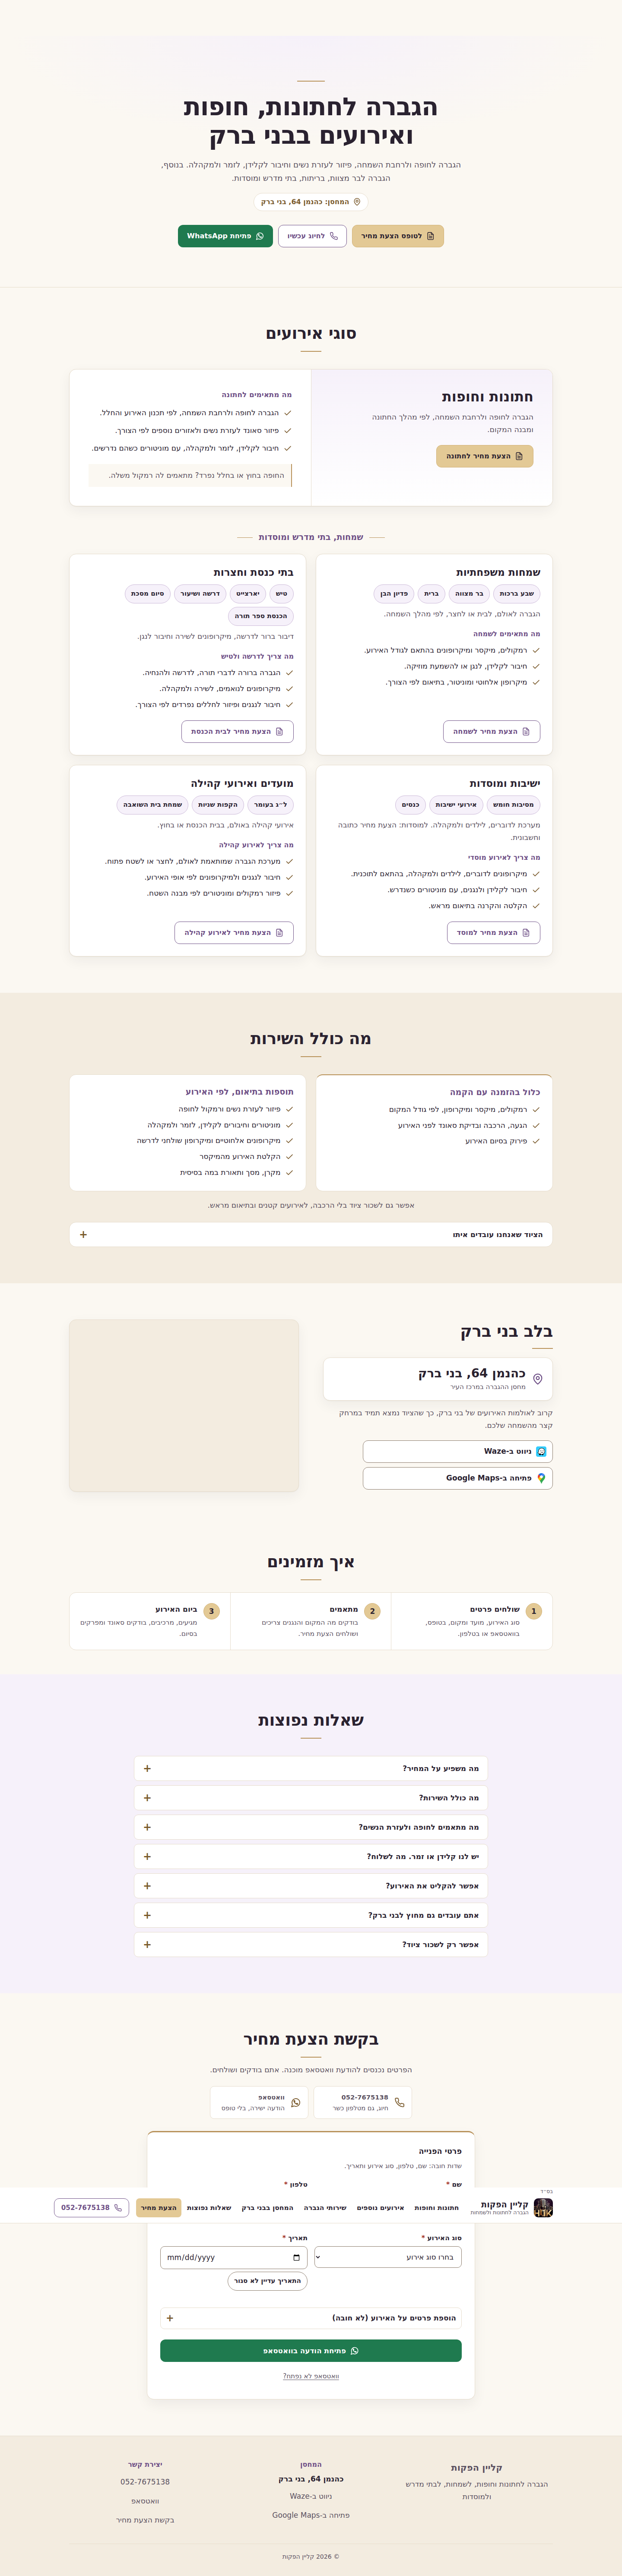 הגברה לחתונות, חופות
ואירועים בבני ברק
הגברה לחופה ולרחבת השמחה, פיזור לעזרת נשים וחיבור לקלידן, לזמר ולמקהלה. בנוסף,
הגברה לבר מצווה, בריתות, בתי מדרש ומוסדות.
המחסן: כהנמן 64, בני ברק
לטופס הצעת מחיר
לחיוג עכשיו
פתיחת WhatsApp
סוגי אירועים
חתונות וחופות
הגברה לחופה ולרחבת השמחה, לפי מהלך החתונה
ומבנה המקום.
הצעת מחיר לחתונה
מה מתאימים לחתונה
הגברה לחופה ולרחבת השמחה, לפי תכנון האירוע והחלל.
פיזור סאונד לעזרת נשים ולאזורים נוספים לפי הצורך.
חיבור לקלידן, לזמר ולמקהלה, עם מוניטורים כשהם נדרשים.
החופה בחוץ או בחלל נפרד? מתאימים לה רמקול משלה.
שמחות, בתי מדרש ומוסדות
שמחות משפחתיות
שבע ברכות
בר מצווה
ברית
פדיון הבן
הגברה לאולם, לבית או לחצר, לפי מהלך השמחה.
מה מתאימים לשמחה
רמקולים, מיקסר ומיקרופונים בהתאם לגודל האירוע.
חיבור לקלידן, לנגן או להשמעת מוזיקה.
מיקרופון אלחוטי ומוניטור, בתיאום לפי הצורך.
הצעת מחיר לשמחה
בתי כנסת וחצרות
טיש
יארצייט
דרשה ושיעור
סיום מסכת
הכנסת ספר תורה
דיבור ברור לדרשה, מיקרופונים לשירה וחיבור לנגן.
מה צריך לדרשה ולטיש
הגברה ברורה לדברי תורה, לדרשה ולהנחיה.
מיקרופונים לנואמים, לשירה ולמקהלה.
חיבור לנגנים ופיזור לחללים נפרדים לפי הצורך.
הצעת מחיר לבית הכנסת
ישיבות ומוסדות
מסיבות חומש
אירועי ישיבות
כנסים
מערכת לדוברים, לילדים ולמקהלה. למוסדות: הצעת מחיר כתובה
וחשבונית.
מה צריך לאירוע מוסדי
מיקרופונים לדוברים, לילדים ולמקהלה, בהתאם לתוכנית.
חיבור לקלידן ולנגנים, עם מוניטורים כשנדרש.
הקלטה והקרנה בתיאום מראש.
הצעת מחיר למוסד
מועדים ואירועי קהילה
ל״ג בעומר
הקפות שניות
שמחת בית השואבה
אירועי קהילה באולם, בבית הכנסת או בחוץ.
מה צריך לאירוע קהילה
מערכת הגברה שמותאמת לאולם, לחצר או לשטח פתוח.
חיבור לנגנים ולמיקרופונים לפי אופי האירוע.
פיזור רמקולים ומוניטורים לפי מבנה השטח.
הצעת מחיר לאירוע קהילה
מה כולל השירות
כלול בהזמנה עם הקמה
רמקולים, מיקסר ומיקרופון, לפי גודל המקום
הגעה, הרכבה ובדיקת סאונד לפני האירוע
פירוק בסיום האירוע
תוספות בתיאום, לפי האירוע
פיזור לעזרת נשים ורמקול לחופה
מוניטורים וחיבורים לקלידן, לזמר ולמקהלה
מיקרופונים אלחוטיים ומיקרופון שולחני לדרשה
הקלטת האירוע מהמיקסר
מקרן, מסך ותאורת במה בסיסית
אפשר גם לשכור ציוד בלי הרכבה, לאירועים קטנים ובתיאום מראש.
הציוד שאנחנו עובדים איתו
בלב בני ברק
כהנמן 64, בני ברק
מחסן ההגברה במרכז העיר
קרוב לאולמות האירועים של בני ברק, כך שהציוד נמצא תמיד במרחק
קצר מהשמחה שלכם.
ניווט ב-Waze
פתיחה ב-Google Maps
איך מזמינים
1
שולחים פרטים
סוג האירוע, מועד ומקום, בטופס,
בוואטסאפ או בטלפון.
2
מתאמים
בודקים מה המקום והנגנים צריכים
ושולחים הצעת מחיר.
3
ביום האירוע
מגיעים, מרכיבים, בודקים סאונד ומפרקים
בסיום.
שאלות נפוצות
מה משפיע על המחיר?
מה כולל השירות?
מה מתאימים לחופה ולעזרת הנשים?
יש לנו קלידן או זמר. מה לשלוח?
אפשר להקליט את האירוע?
אתם עובדים גם מחוץ לבני ברק?
אפשר רק לשכור ציוד?
בקשת הצעת מחיר
הפרטים נכנסים להודעת וואטסאפ מוכנה. אתם בודקים ושולחים.
052-7675138
חיוג, גם מטלפון כשר
וואטסאפ
הודעה ישירה, בלי טופס
פרטי הפנייה
שדות חובה: שם, טלפון, סוג אירוע ותאריך.
שם *
טלפון *
בס״ד
קליין הפקות
הגברה לחתונות ולשמחות
חתונות וחופות
אירועים נוספים
שירותי הגברה
המחסן בבני ברק
שאלות נפוצות
הצעת מחיר
052-7675138
סוג האירוע *
תאריך *
בחרו סוג אירוע
mm/dd/yyyy
התאריך עדיין לא סגור
הוספת פרטים על האירוע (לא חובה)
פתיחת הודעה בוואטסאפ
וואטסאפ לא נפתח?
קליין הפקות
הגברה לחתונות וחופות, לשמחות, לבתי מדרש
ולמוסדות
המחסן
כהנמן 64, בני ברק
ניווט ב-Waze
פתיחה ב-Google Maps
יצירת קשר
052-7675138
וואטסאפ
בקשת הצעת מחיר
© 2026 קליין הפקות